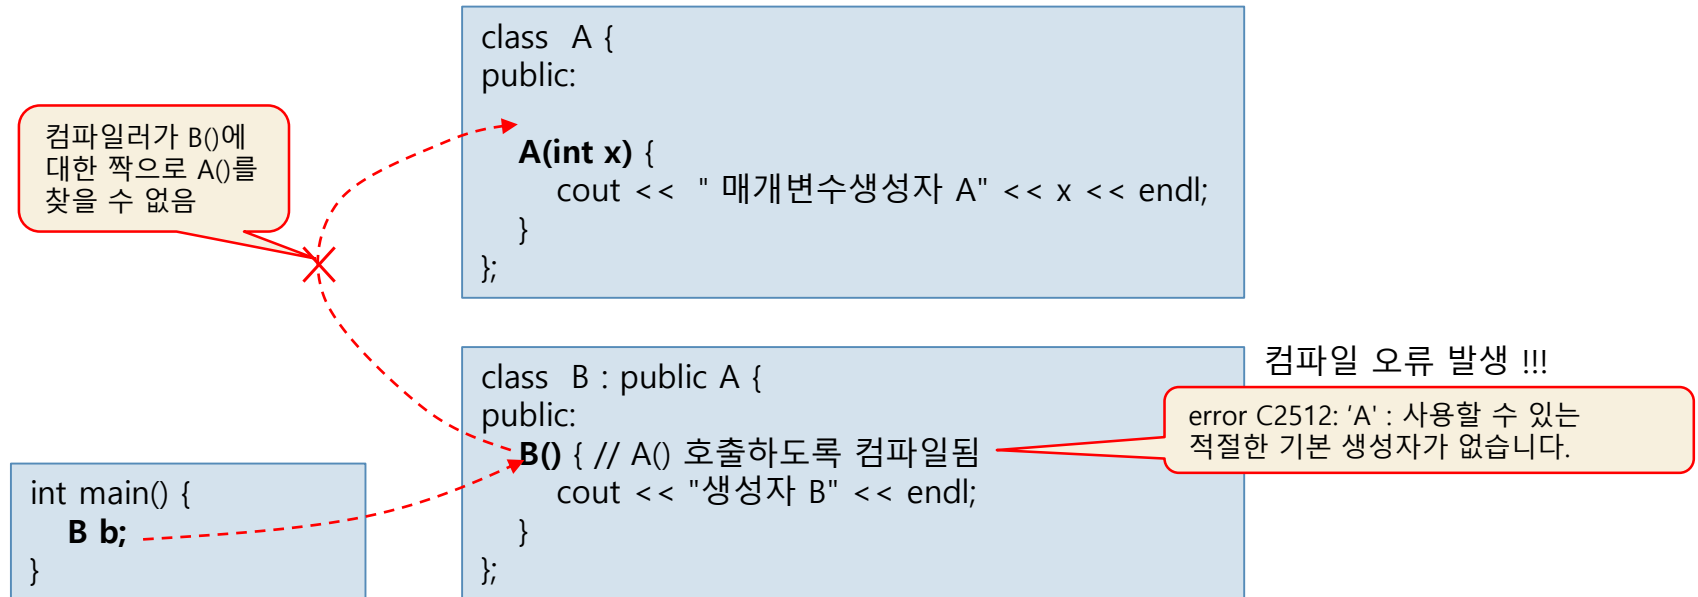 class A {
public:
A(int x) {
cout << " 매개변수생성자 A" << x << endl;
}
};
컴파일러가 B()에
대한 짝으로 A()를
찾을 수 없음
class B : public A {
public:
B() { // A() 호출하도록 컴파일됨
cout << "생성자 B" << endl;
}
};
컴파일 오류 발생 !!!
error C2512: ‘A' : 사용할 수 있는
적절한 기본 생성자가 없습니다.
int main() {
B b;
}